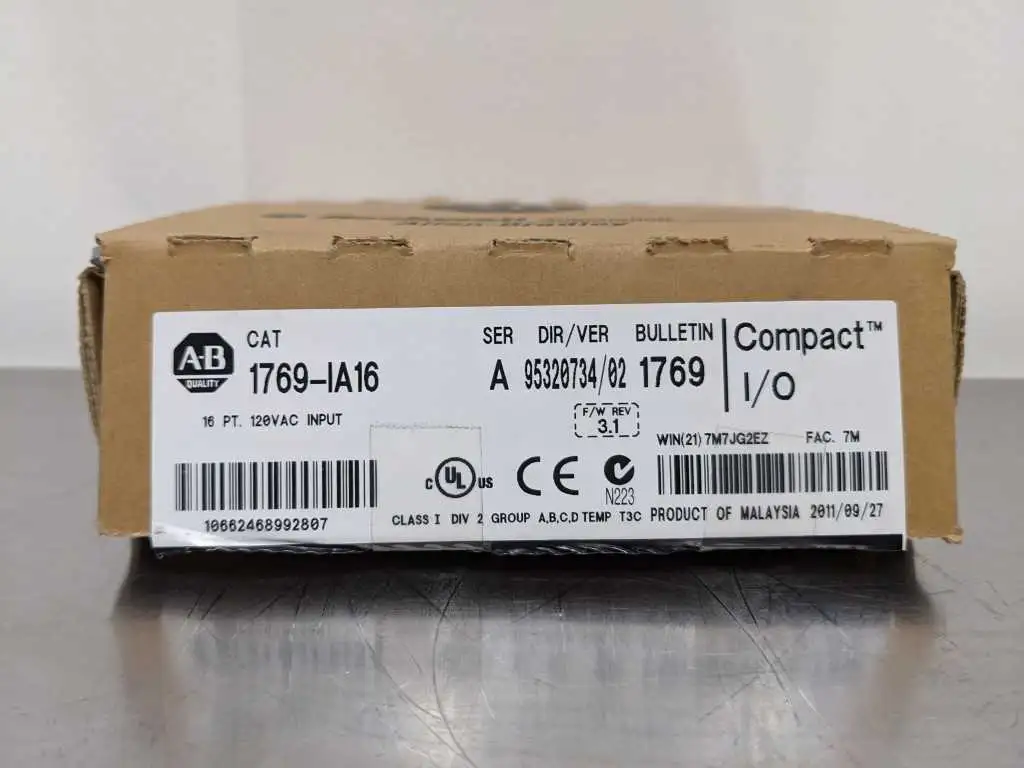 Allen-Bradley
A-B
QUALITY
CAT
1769-IA16
16 PT. 120VAC INPUT
SER DIR/VER BULLETIN
A 95320734/02 1769
F/W REV
3.1
Compact™
I/O
WIN(21) 7M7JG2EZ FAC. 7M
10662468992807
c UL us
CE
N223
CLASS I DIV 2 GROUP A,B,C,D TEMP T3C PRODUCT OF MALAYSIA 2011/09/27